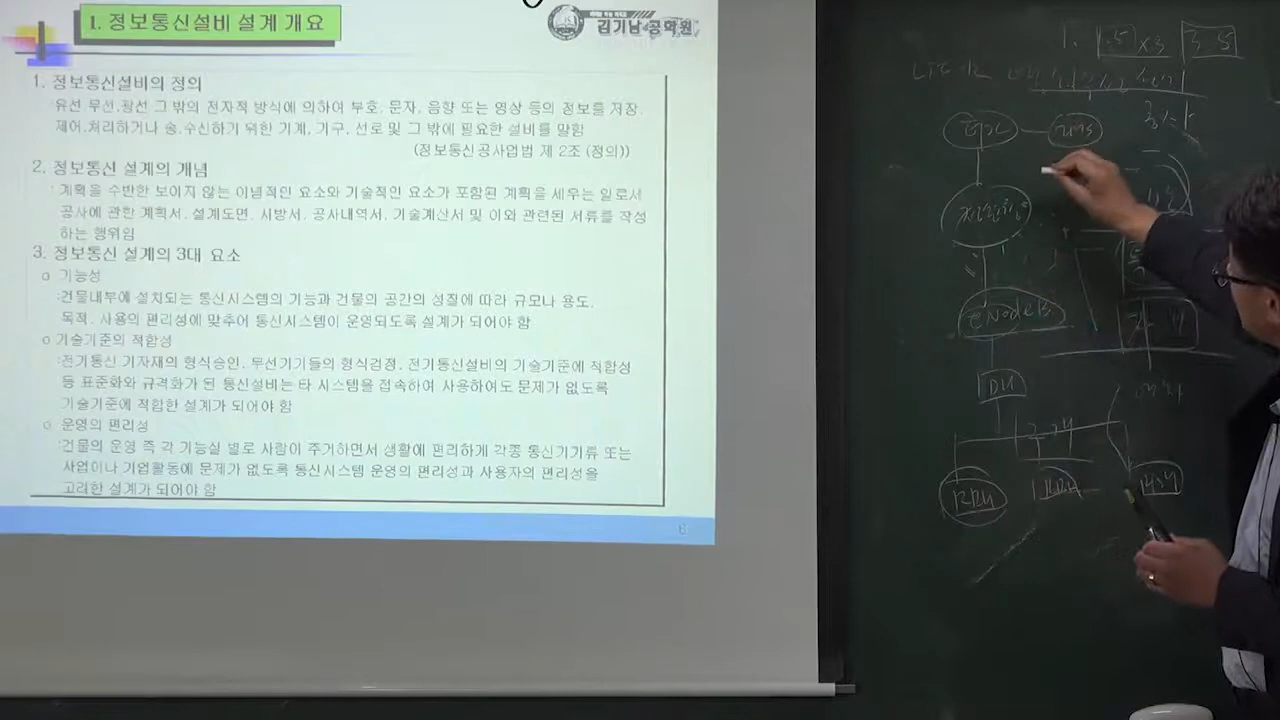 1. 정보통신설비 설계 개요
김기남 공학원
1. 정보통신설비의 정의
:유선 무선,광선 그 밖의 전자적 방식에 의하여 부호, 문자, 음향 또는 영상 등의 정보를 저장,
제어,처리하거나 송,수신하기 위한 기계, 기구, 선로 및 그 밖에 필요한 설비를 말함
(정보통신공사업법 제 2조 (정의))
2. 정보통신 설계의 개념
: 계획을 수반한 보이지 않는 이념적인 요소와 기술적인 요소가 포함된 계획을 세우는 일로서
공사에 관한 계획서, 설계도면, 시방서, 공사내역서, 기술계산서 및 이와 관련된 서류를 작성
하는 행위임
3. 정보통신 설계의 3대 요소
o 기능성
:건물내부에 설치되는 통신시스템의 기능과 건물의 공간의 성질에 따라 규모나 용도,
목적, 사용의 편리성에 맞추어 통신시스템이 운영되도록 설계가 되어야 함
o 기술기준의 적합성
:전기통신 기자재의 형식승인, 무선기기들의 형식검정, 전기통신설비의 기술기준에 적합성
등 표준화와 규격화가 된 통신설비는 타 시스템을 접속하여 사용하여도 문제가 없도록
기술기준에 적합한 설계가 되어야 함
o 운영의 편리성
:건물의 운영 즉 각 기능실 별로 사람이 주거하면서 생활에 편리하게 각종 통신기기류 또는
사업이나 기업활동에 문제가 없도록 통신시스템 운영의 편리성과 사용자의 편리성을
고려한 설계가 되어야 함
6
1. 1.5 x3 3.5
eNodeB
DU
RRU
RRU